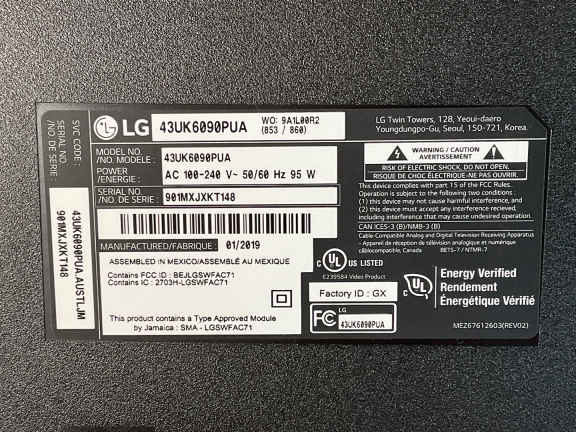 SVC CODE :
SERIAL NO.
/NO. DE SÉRIE
43UK6090PUA.AUSTLJM
901MXJXKT148
LG 43UK6090PUA WO: 9A1L00R2
(853 / 860)
LG Twin Towers, 128, Yeoui-daero
Youngdungpo-Gu, Seoul, 150-721, Korea.
MODEL NO.
/NO. MODELE : 43UK6090PUA
POWER
/ENERGIE : AC 100-240 V~ 50/60 Hz 95 W
SERIAL NO.
/NO. DE SÉRIE : 901MXJXKT148
MANUFACTURED/FABRIQUÉ : 01/2019
ASSEMBLED IN MEXICO/ASSEMBLÉ AU MEXIQUE
Contains FCC ID : BEJLGSWFAC71
Contains IC : 2703H-LGSWFAC71
This product contains a Type Approved Module
by Jamaica : SMA - LGSWFAC71
WARNING / CAUTION
AVERTISSEMENT
RISK OF ELECTRIC SHOCK, DO NOT OPEN.
RISQUE DE CHOC ÉLECTRIQUE-NE PAS OUVRIR
This device complies with part 15 of the FCC Rules.
Operation is subject to the following two conditions:
(1) this device may not cause harmful interference, and
(2) this device must accept any interference received,
including interference that may cause undesired operation.
CAN ICES-3 (B)/NMB-3 (B)
Cable-Compatible Analog and Digital Television Receiving Apparatus
- Appareil de réception de télévision analogique et numérique
câblocompatible, Canada BETS-7 / NTMR-7
c UL us LISTED
E239584 Video Product
Factory ID : GX
FC LG
43UK6090PUA
c UL Energy Verified
Rendement
Énergétique Vérifié
MEZ67612603(REV02)